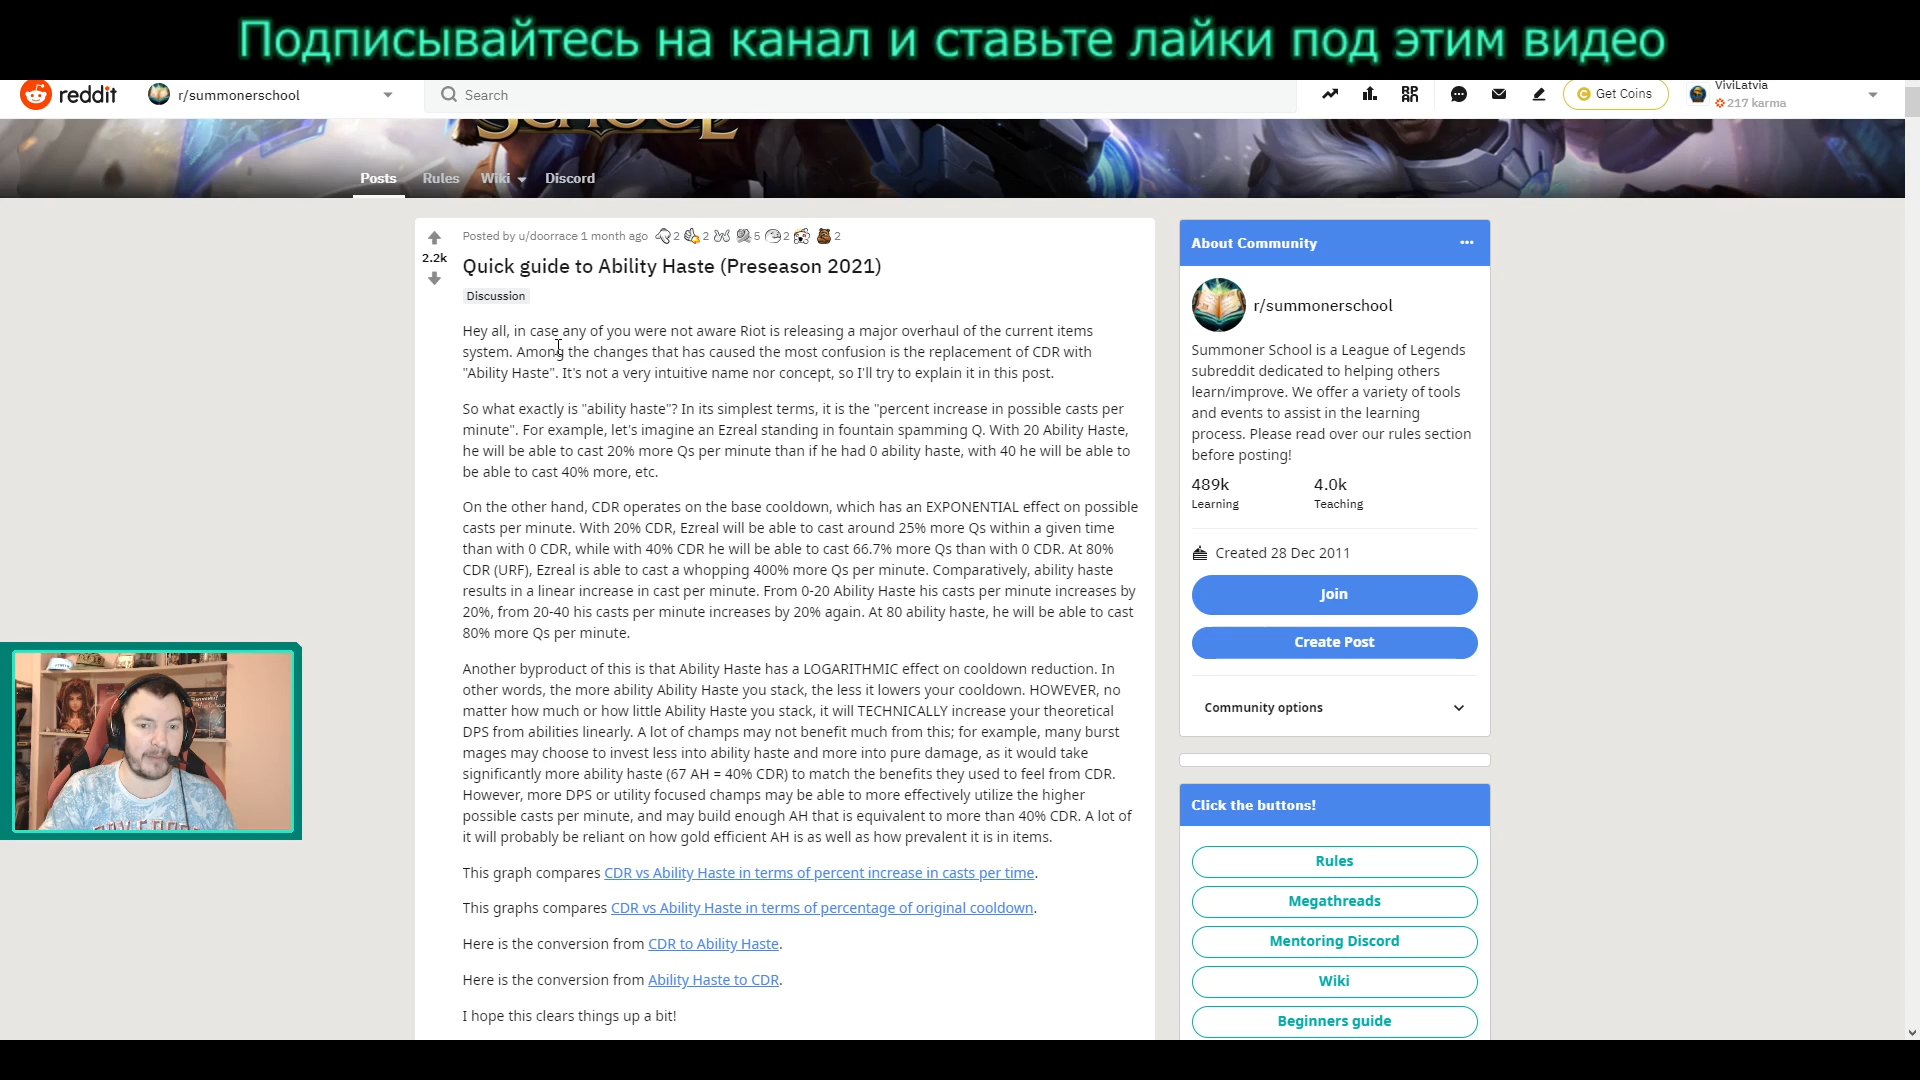 Подписывайтесь на канал и ставьте лайки под этим видео
reddit
r/summonerschool
Search
Get Coins
ViviLatvia
217 karma
SCHOOL
Posts
Rules
Wiki
Discord
Posted by u/doorrace 1 month ago
2
2
5
2
2
2.2k
Quick guide to Ability Haste (Preseason 2021)
Discussion
Hey all, in case any of you were not aware Riot is releasing a major overhaul of the current items
system. Among the changes that has caused the most confusion is the replacement of CDR with
"Ability Haste". It's not a very intuitive name nor concept, so I'll try to explain it in this post.
So what exactly is "ability haste"? In its simplest terms, it is the "percent increase in possible casts per
minute". For example, let's imagine an Ezreal standing in fountain spamming Q. With 20 Ability Haste,
he will be able to cast 20% more Qs per minute than if he had 0 ability haste, with 40 he will be able to
be able to cast 40% more, etc.
On the other hand, CDR operates on the base cooldown, which has an EXPONENTIAL effect on possible
casts per minute. With 20% CDR, Ezreal will be able to cast around 25% more Qs within a given time
than with 0 CDR, while with 40% CDR he will be able to cast 66.7% more Qs than with 0 CDR. At 80%
CDR (URF), Ezreal is able to cast a whopping 400% more Qs per minute. Comparatively, ability haste
results in a linear increase in cast per minute. From 0-20 Ability Haste his casts per minute increases by
20%, from 20-40 his casts per minute increases by 20% again. At 80 ability haste, he will be able to cast
80% more Qs per minute.
Another byproduct of this is that Ability Haste has a LOGARITHMIC effect on cooldown reduction. In
other words, the more ability Ability Haste you stack, the less it lowers your cooldown. HOWEVER, no
matter how much or how little Ability Haste you stack, it will TECHNICALLY increase your theoretical
DPS from abilities linearly. A lot of champs may not benefit much from this; for example, many burst
mages may choose to invest less into ability haste and more into pure damage, as it would take
significantly more ability haste (67 AH = 40% CDR) to match the benefits they used to feel from CDR.
However, more DPS or utility focused champs may be able to more effectively utilize the higher
possible casts per minute, and may build enough AH that is equivalent to more than 40% CDR. A lot of
it will probably be reliant on how gold efficient AH is as well as how prevalent it is in items.
This graph compares CDR vs Ability Haste in terms of percent increase in casts per time.
This graphs compares CDR vs Ability Haste in terms of percentage of original cooldown.
Here is the conversion from CDR to Ability Haste.
Here is the conversion from Ability Haste to CDR.
I hope this clears things up a bit!
About Community
r/summonerschool
Summoner School is a League of Legends
subreddit dedicated to helping others
learn/improve. We offer a variety of tools
and events to assist in the learning
process. Please read over our rules section
before posting!
489k
4.0k
Learning
Teaching
Created 28 Dec 2011
Join
Create Post
Community options
Click the buttons!
Rules
Megathreads
Mentoring Discord
Wiki
Beginners guide